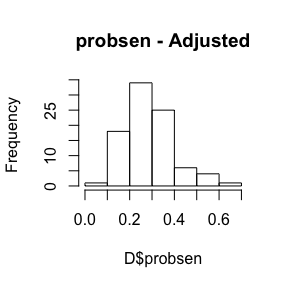 probsen - Adjusted
Frequency
25
10
0
0.0 0.2 0.4 0.6
D$probsen